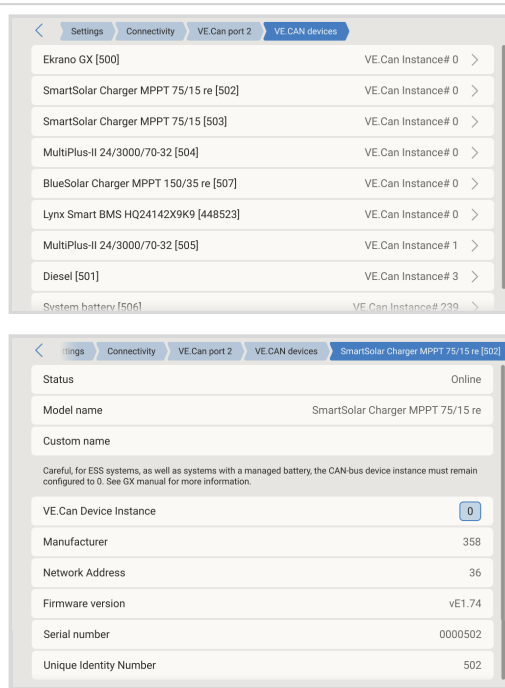 Settings Connectivity VE.Can port 2 VE.CAN devices
Ekrano GX [500] VE.Can Instance# 0
SmartSolar Charger MPPT 75/15 re [502] VE.Can Instance# 0
SmartSolar Charger MPPT 75/15 [503] VE.Can Instance# 0
MultiPlus-II 24/3000/70-32 [504] VE.Can Instance# 0
BlueSolar Charger MPPT 150/35 re [507] VE.Can Instance# 0
Lynx Smart BMS HQ24142X9K9 [448523] VE.Can Instance# 0
MultiPlus-II 24/3000/70-32 [505] VE.Can Instance# 1
Diesel [501] VE.Can Instance# 3
System battery [506] VE.Can Instance# 239
ttings Connectivity VE.Can port 2 VE.CAN devices SmartSolar Charger MPPT 75/15 re [502]
Status Online
Model name SmartSolar Charger MPPT 75/15 re
Custom name
Careful, for ESS systems, as well as systems with a managed battery, the CAN-bus device instance must remain
configured to 0. See GX manual for more information.
VE.Can Device Instance 0
Manufacturer 358
Network Address 36
Firmware version vE1.74
Serial number 0000502
Unique Identity Number 502